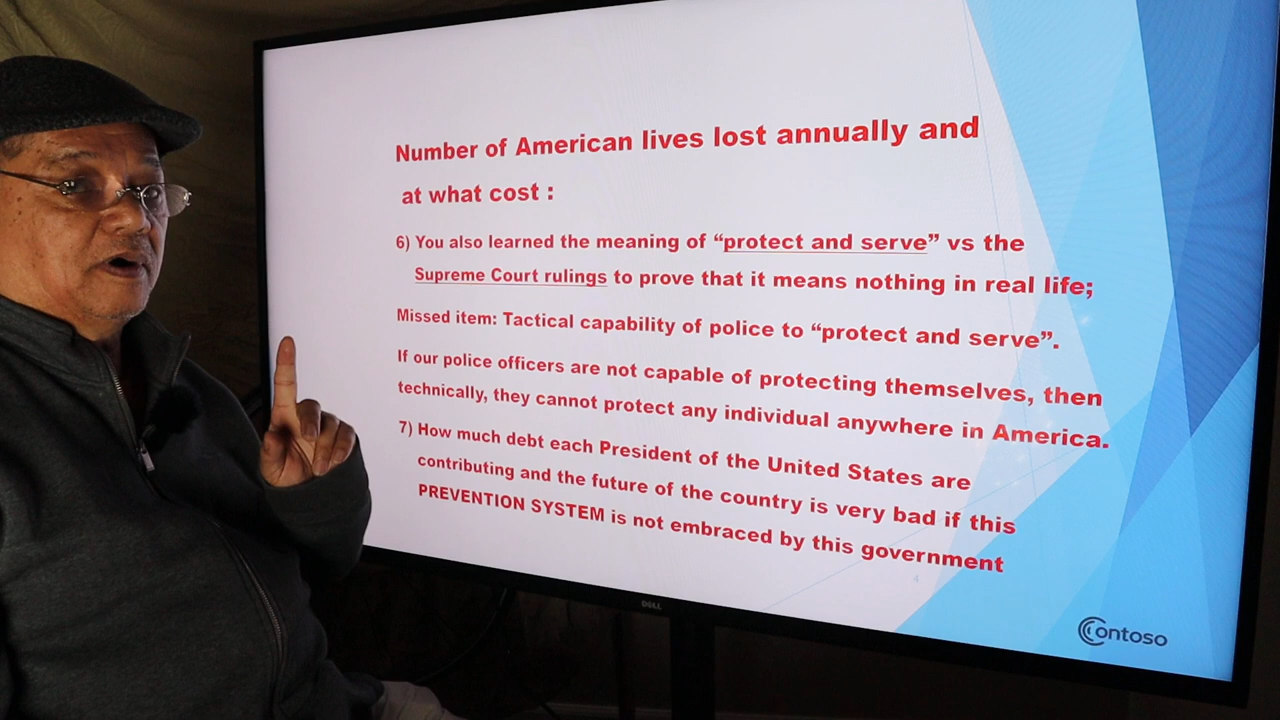 Number of American lives lost annually and
at what cost :
6) You also learned the meaning of “protect and serve” vs the
Supreme Court rulings to prove that it means nothing in real life;
Missed item: Tactical capability of police to “protect and serve”.
If our police officers are not capable of protecting themselves, then
technically, they cannot protect any individual anywhere in America.
7) How much debt each President of the United States are
contributing and the future of the country is very bad if this
PREVENTION SYSTEM is not embraced by this government
4
Contoso
DELL